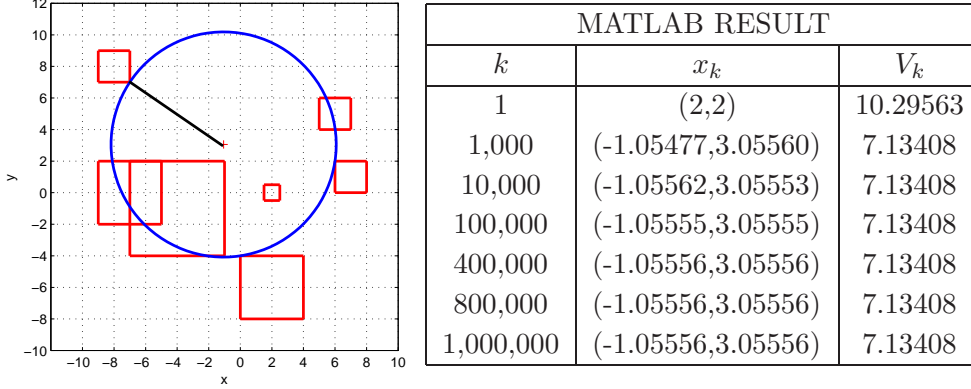 12
10
8
6
4
2
0
−2
−4
−6
−8
−10
y
−10 −8 −6 −4 −2 0 2 4 6 8 10
x
MATLAB RESULT
k x_k V_k
1 (2,2) 10.29563
1,000 (-1.05477,3.05560) 7.13408
10,000 (-1.05562,3.05553) 7.13408
100,000 (-1.05555,3.05555) 7.13408
400,000 (-1.05556,3.05556) 7.13408
800,000 (-1.05556,3.05556) 7.13408
1,000,000 (-1.05556,3.05556) 7.13408